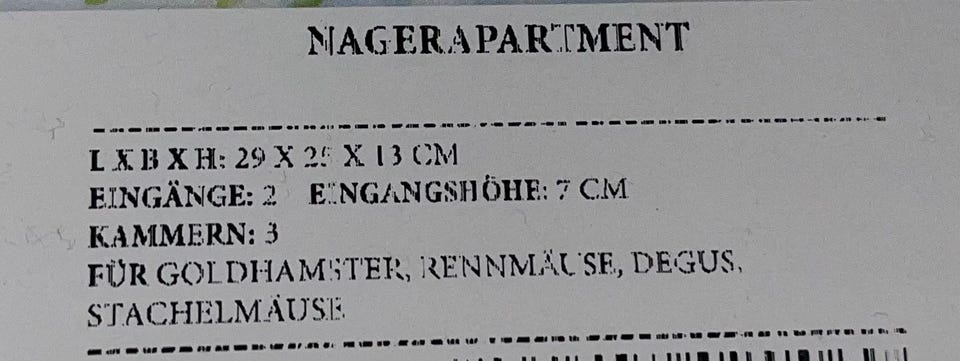 NAGERAPARTMENT
L X B X H: 29 X 25 X 13 CM
EINGÄNGE: 2 EINGANGSHÖHE: 7 CM
KAMMERN: 3
FÜR GOLDHAMSTER, RENNMÄUSE, DEGUS,
STACHELMÄUSE